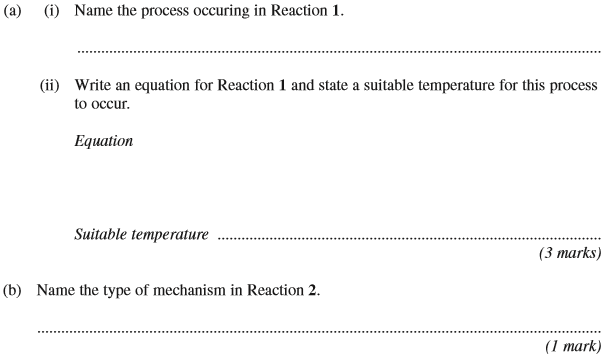 (a) (i) Name the process occuring in Reaction 1.
(ii) Write an equation for Reaction 1 and state a suitable temperature for this process
to occur.
Equation
Suitable temperature
(3 marks)
(b) Name the type of mechanism in Reaction 2.
(1 mark)